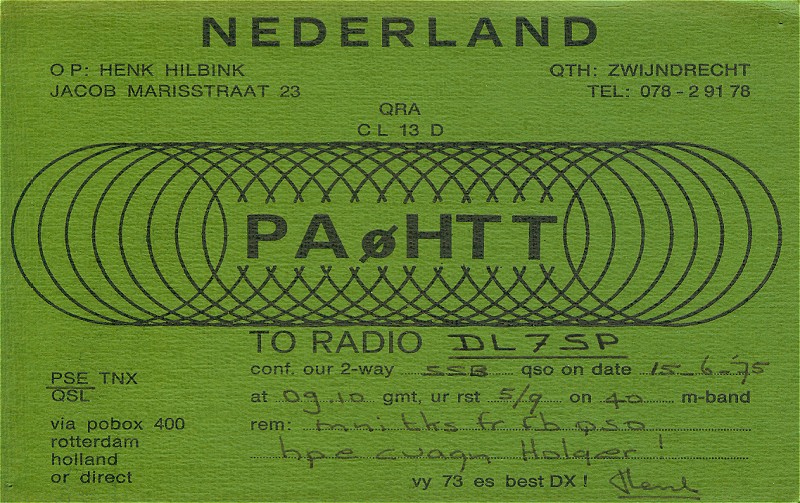 NEDERLAND
OP: HENK HILBINK
JACOB MARISSTRAAT 23
QTH: ZWIJNDRECHT
TEL: 078-2 91 78
QRA
CL 13 D
PAøHTT
TO RADIO DL7SP
conf. our 2-way SSB qso on date 15-6-'75
at 09.10 gmt, ur rst 5/9 on 40 m-band
rem: mni tks fr fb qso
hpe cuagn Holger!
vy 73 es best DX! Henk
PSE TNX
QSL
via pobox 400
rotterdam
holland
or direct